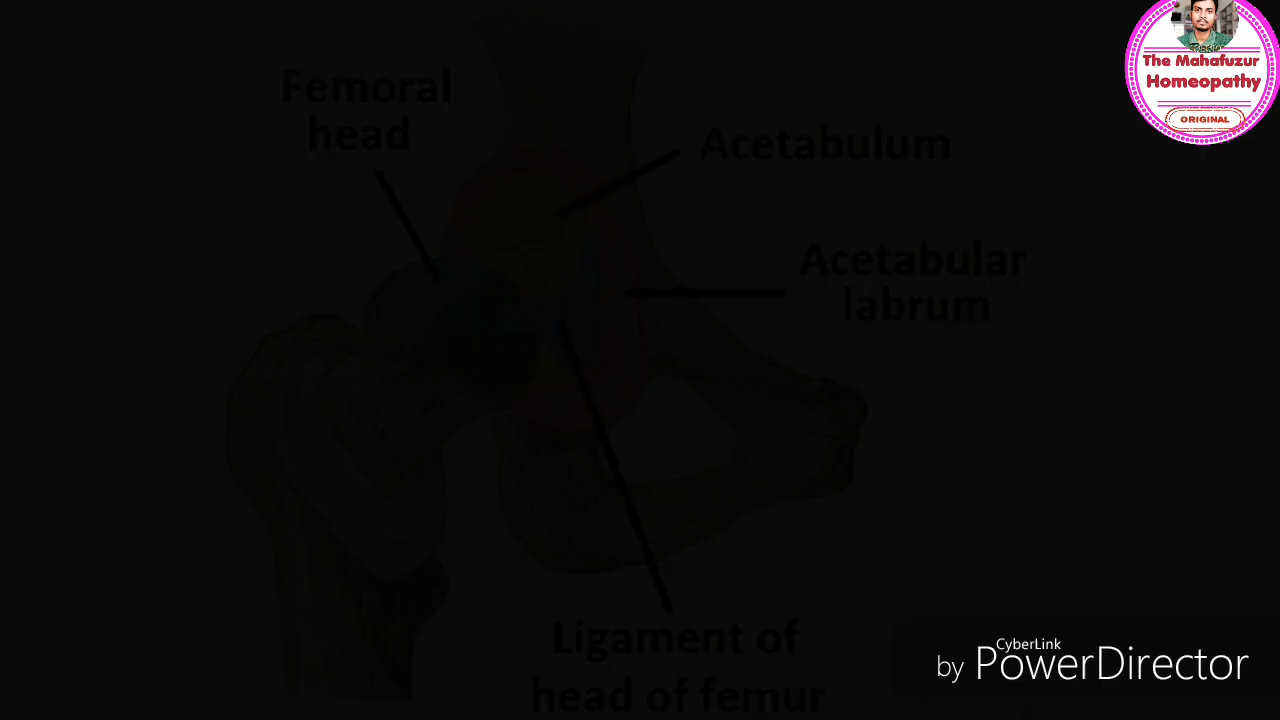 The Mahafuzur
Homeopathy
ORIGINAL
Femoral
head
Acetabulum
Acetabular
labrum
Ligament of
head of femur
CyberLink
by PowerDirector